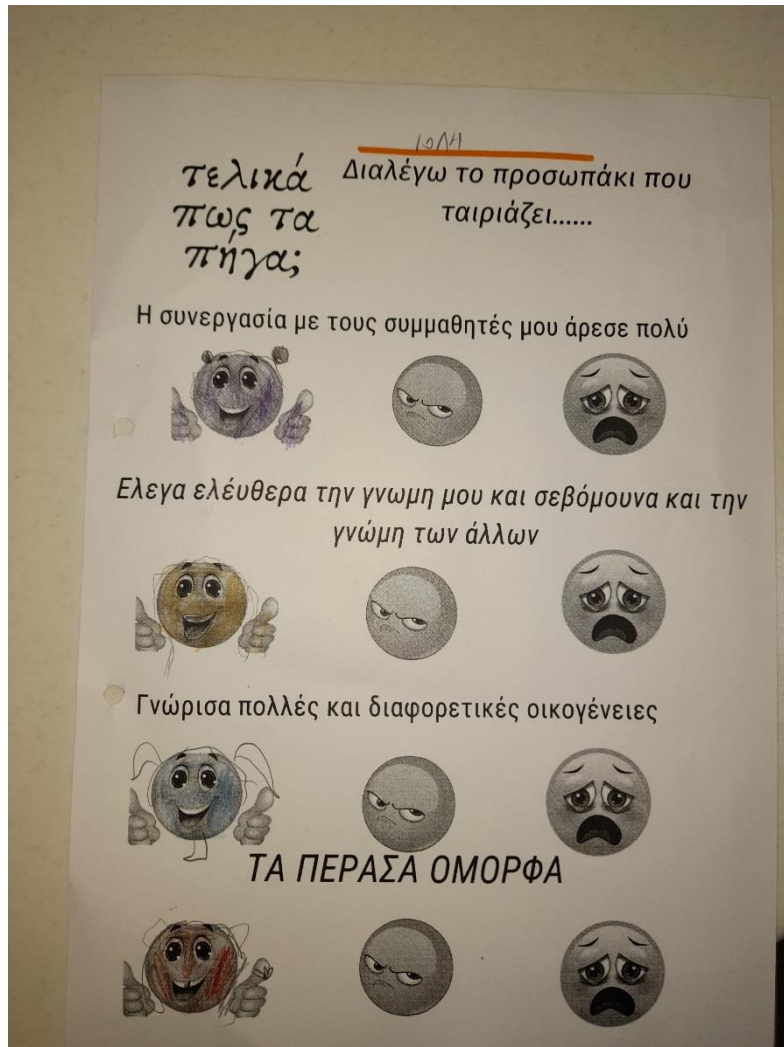 ΙΟΛΗ
τελικά
πως τα
πήγα;
Διαλέγω το προσωπάκι που
ταιριάζει......
Η συνεργασία με τους συμμαθητές μου άρεσε πολύ
Ελεγα ελέυθερα την γνωμη μου και σεβόμουνα και την
γνώμη των άλλων
Γνώρισα πολλές και διαφορετικές οικογένειες
ΤΑ ΠΕΡΑΣΑ ΟΜΟΡΦΑ